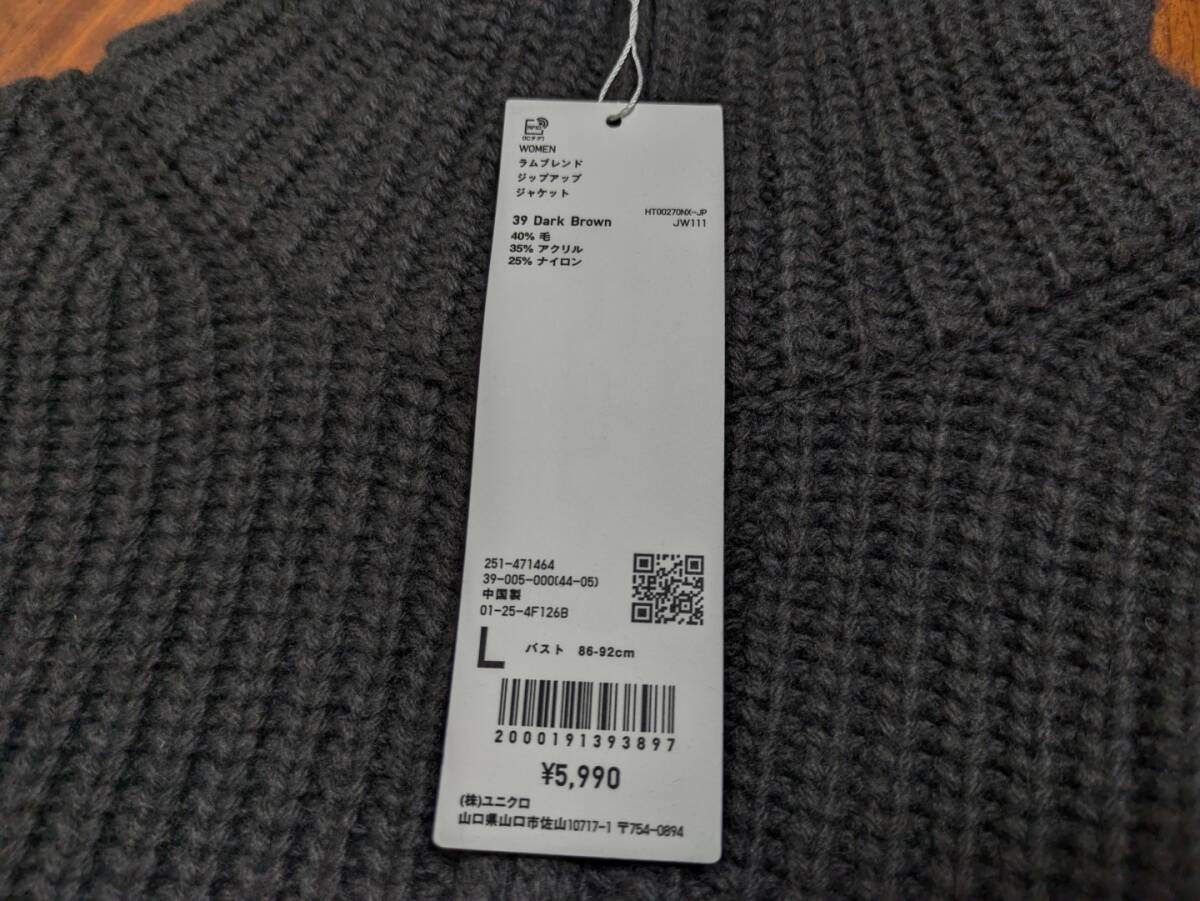 WOMEN
ラムブレンド
ジップアップ
ジャケット
39 Dark Brown
HT00270NX-JP
JW111
40% 毛
35% アクリル
25% ナイロン
251-471464
39-005-000(44-05)
中国製
01-25-4F126B
L バスト 86-92cm
2000191393897
¥5,990
(株)ユニクロ
山口県山口市佐山10717-1 〒754-0894